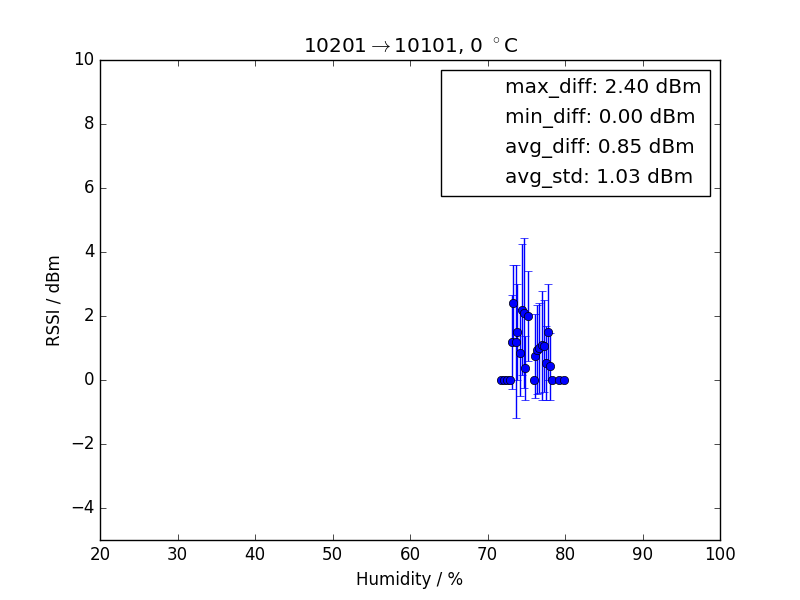 10201→10101, 0 °C
max_diff: 2.40 dBm
min_diff: 0.00 dBm
avg_diff: 0.85 dBm
avg_std: 1.03 dBm
RSSI / dBm
10
8
6
4
2
0
−2
−4
20 30 40 50 60 70 80 90 100
Humidity / %